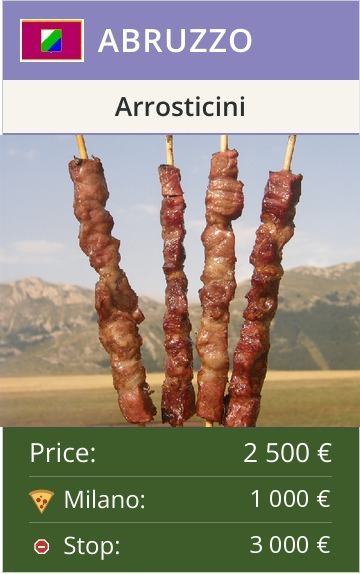 ABRUZZO
Arrosticini
Price: 2 500 €
Milano: 1 000 €
Stop: 3 000 €